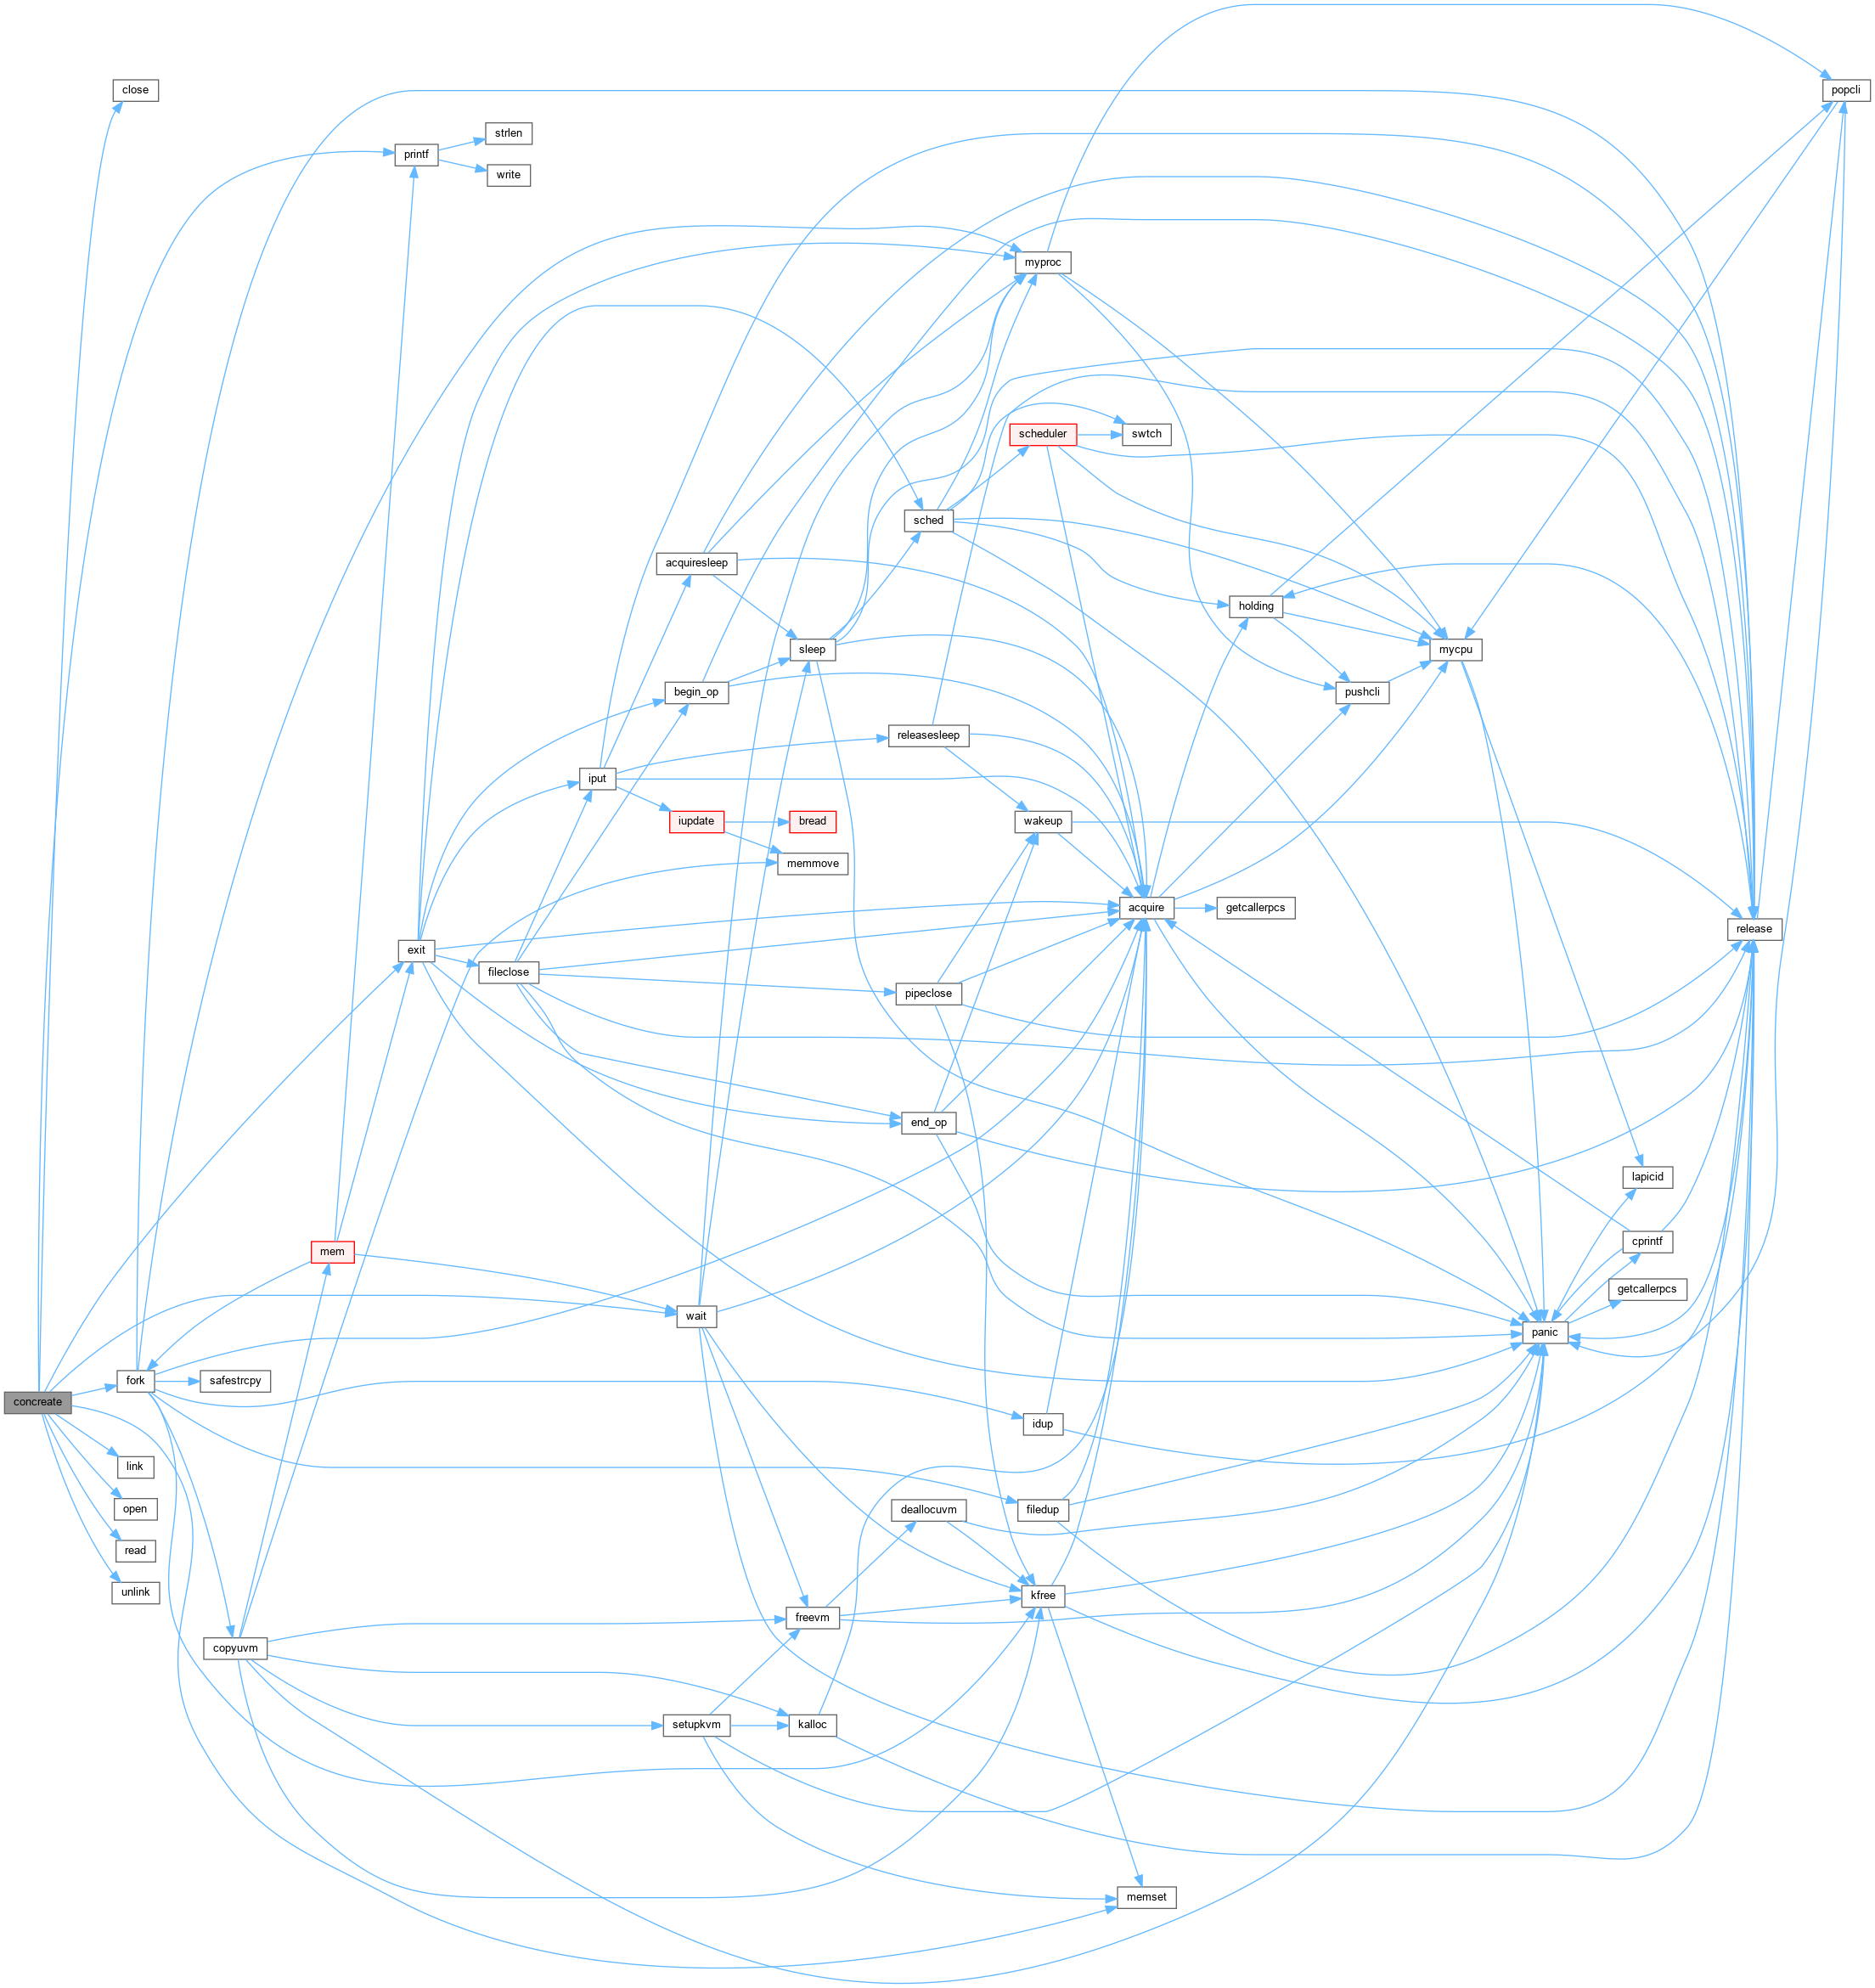 close
popcli
strlen
printf
write
myproc
scheduler
swtch
sched
acquiresleep
holding
sleep
mycpu
begin_op
pushcli
releasesleep
iput
iupdate
bread
wakeup
memmove
acquire
getcallerpcs
release
exit
fileclose
pipeclose
end_op
lapicid
cprintf
mem
getcallerpcs
wait
panic
fork
safestrcpy
concreate
idup
link
open
deallocuvm
filedup
read
unlink
kfree
freevm
copyuvm
setupkvm
kalloc
memset